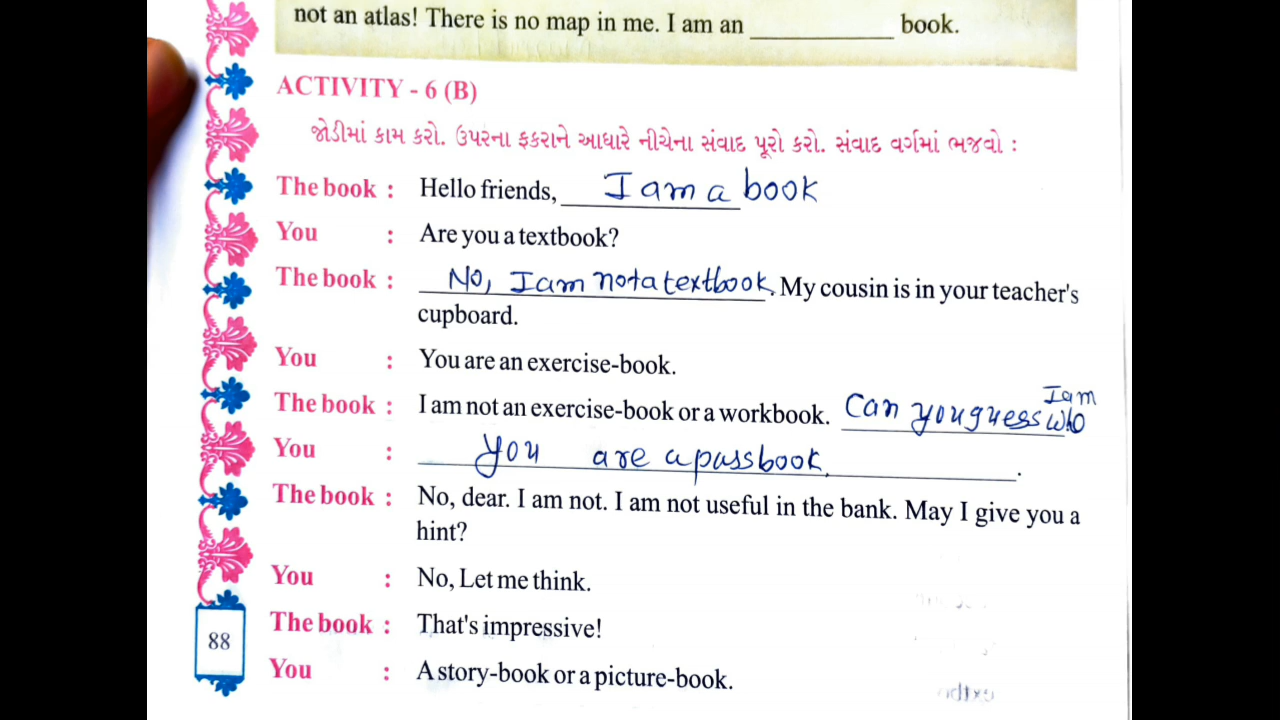 not an atlas! There is no map in me. I am an __________ book.
ACTIVITY - 6 (B)
જોડીમાં કામ કરો. ઉપરના ફકરાને આધારે નીચેના સંવાદ પૂરો કરો. સંવાદ વર્ગમાં ભજવો :
The book : Hello friends, I am a book
You : Are you a textbook?
The book : No, I am not a textbook. My cousin is in your teacher's
cupboard.
You : You are an exercise-book.
The book : I am not an exercise-book or a workbook. Can you guess who I am
You : You are a passbook.
The book : No, dear. I am not. I am not useful in the bank. May I give you a
hint?
You : No, Let me think.
The book : That's impressive!
You : A story-book or a picture-book.
88